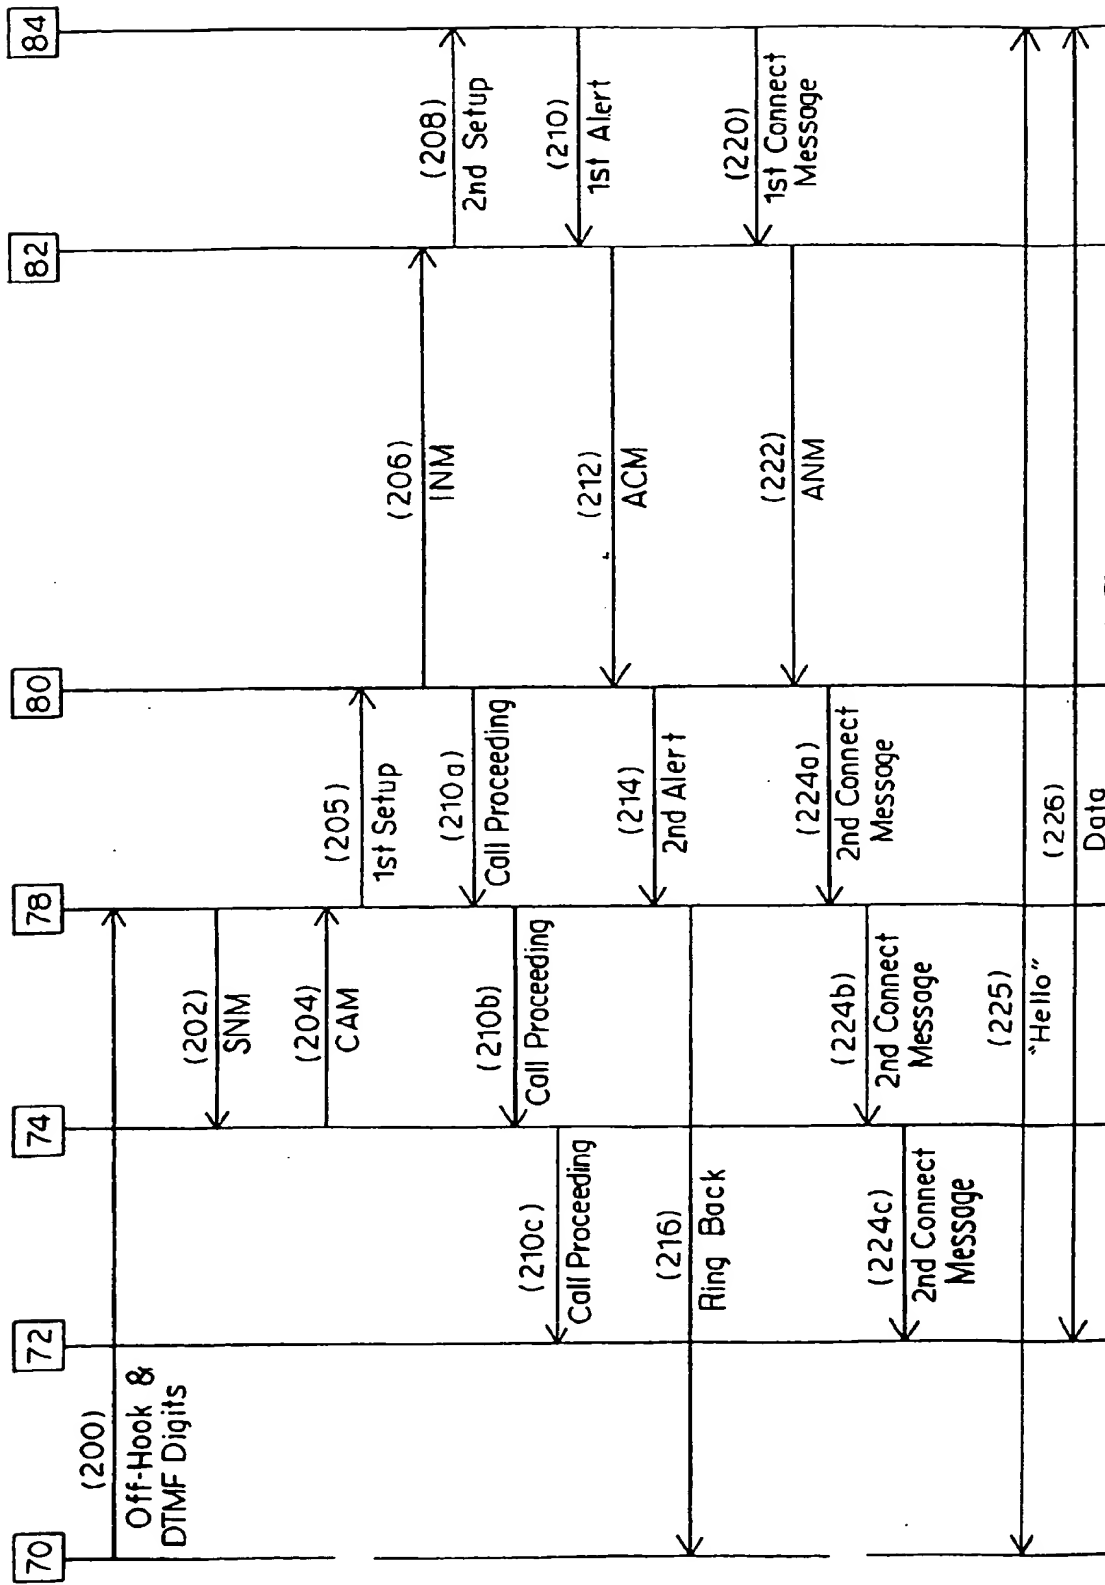 70
72
74
78
80
82
84
(200)
Off-Hook &
DTMF Digits
(202)
SNM
(204)
CAM
(205)
1st Setup
(206)
INM
(208)
2nd Setup
(210a)
Call Proceeding
(210b)
Call Proceeding
(210c)
Call Proceeding
(210)
1st Alert
(212)
ACM
(214)
2nd Alert
(216)
Ring Back
(220)
1st Connect
Message
(222)
ANM
(224a)
2nd Connect
Message
(224b)
2nd Connect
Message
(224c)
2nd Connect
Message
(225)
"Hello"
(226)
Data